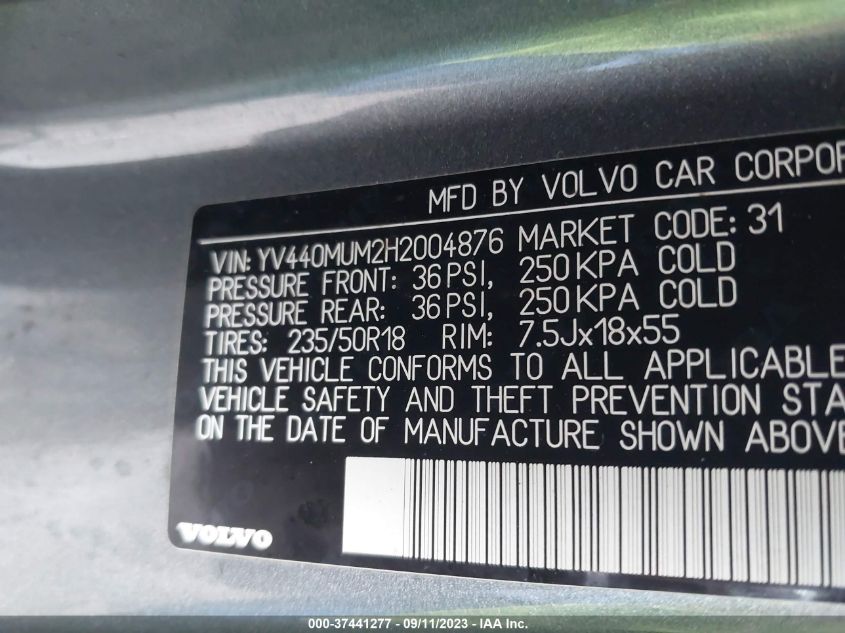 MFD BY VOLVO CAR CORPOR
VIN: YV440MUM2H2004876 MARKET CODE: 31
PRESSURE FRONT: 36 PSI, 250 KPA COLD
PRESSURE REAR: 36 PSI, 250 KPA COLD
TIRES: 235/50R18 RIM: 7.5Jx18x55
THIS VEHICLE CONFORMS TO ALL APPLICABLE
VEHICLE SAFETY AND THEFT PREVENTION STA
ON THE DATE OF MANUFACTURE SHOWN ABOVE
VOLVO
000-37441277 - 09/11/2023 - IAA Inc.